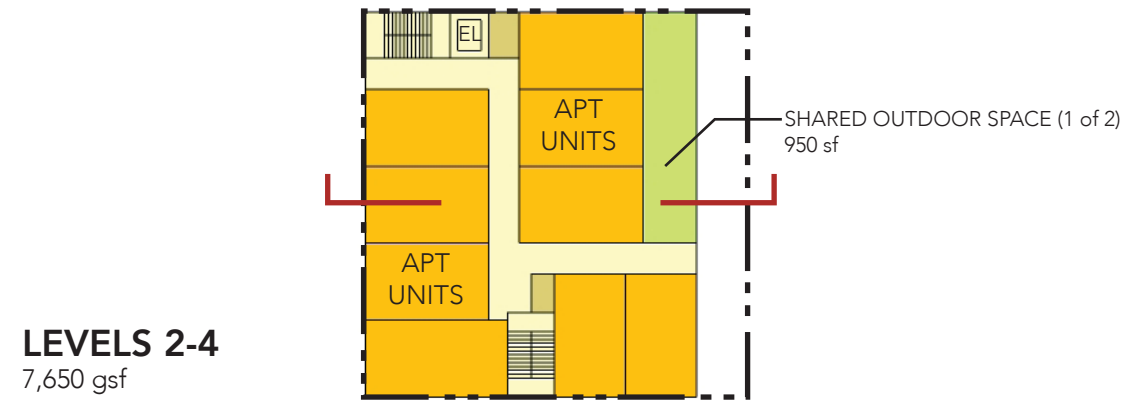 EL
APT
UNITS
SHARED OUTDOOR SPACE (1 of 2)
950 sf
APT
UNITS
LEVELS 2-4
7,650 gsf